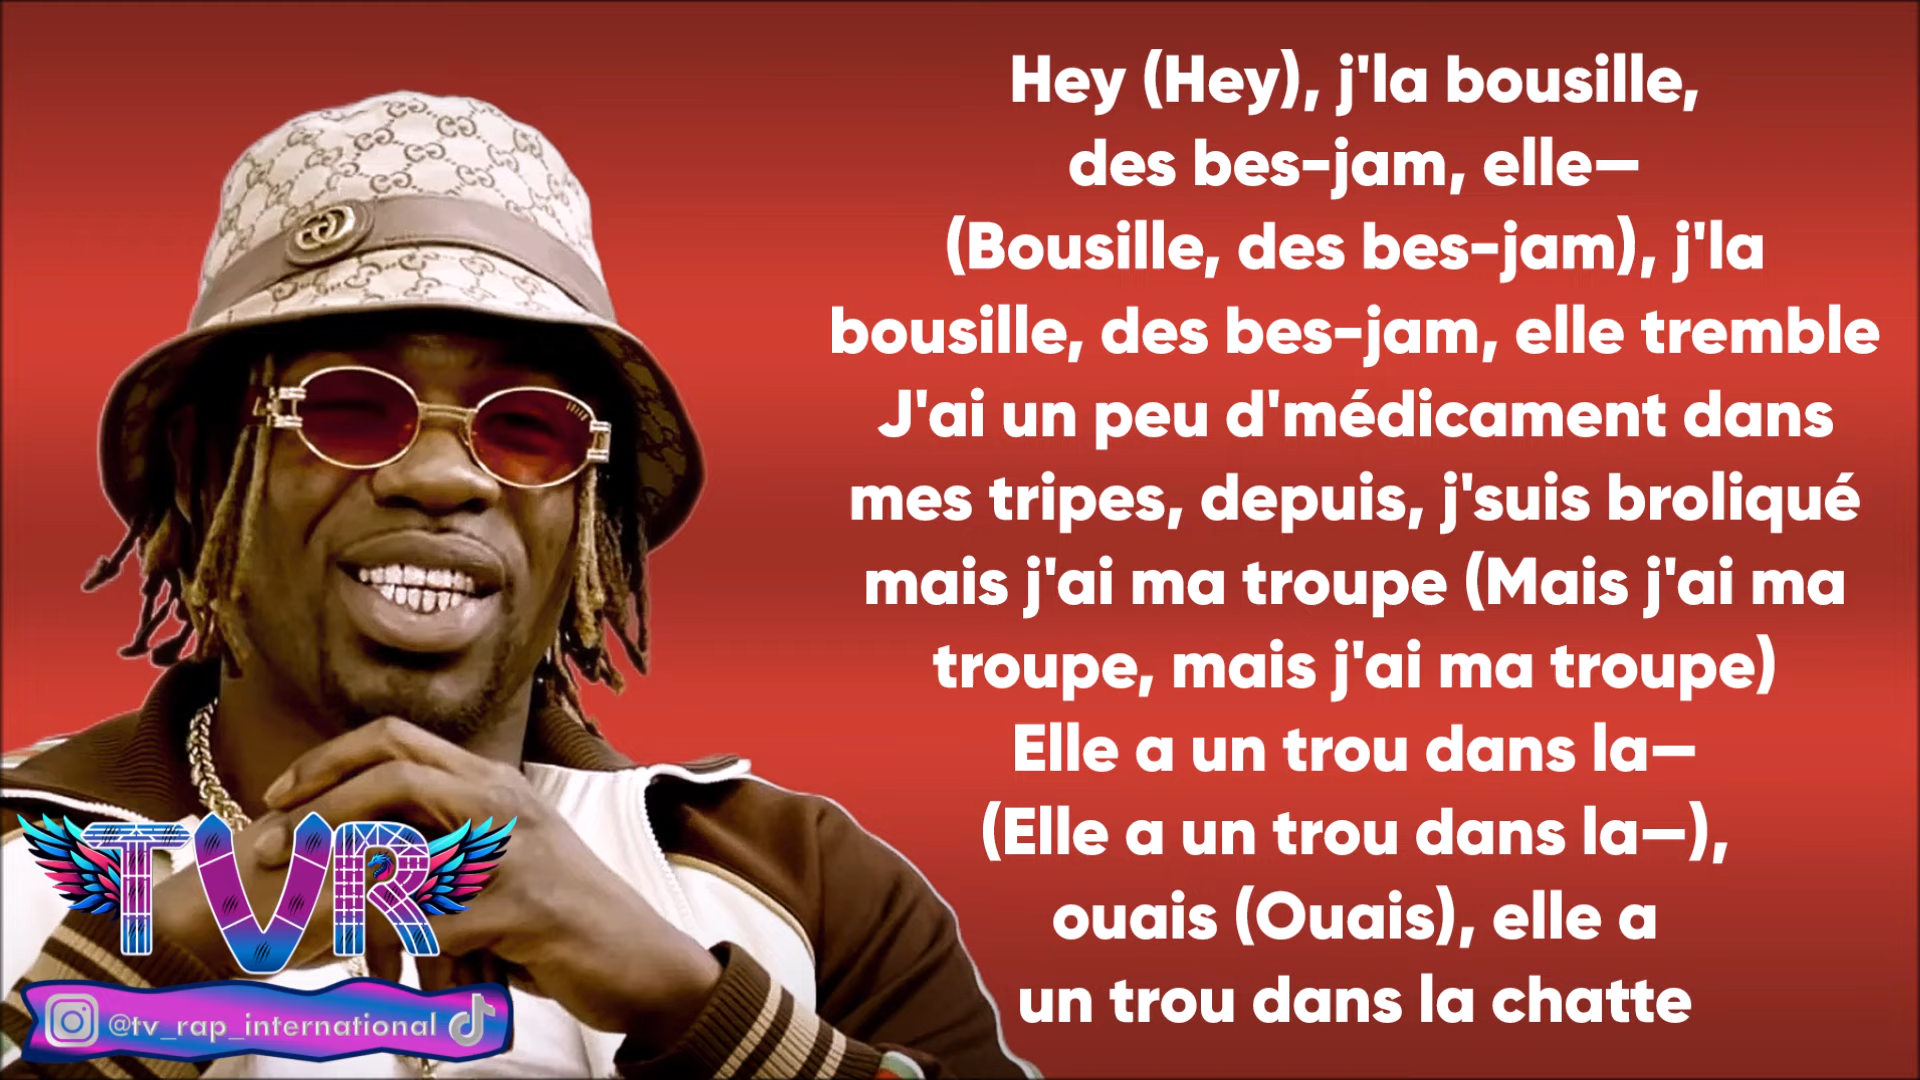 Hey (Hey), j'la bousille,
des bes-jam, elle—
(Bousille, des bes-jam), j'la
bousille, des bes-jam, elle tremble
J'ai un peu d'médicament dans
mes tripes, depuis, j'suis broliqué
mais j'ai ma troupe (Mais j'ai ma
troupe, mais j'ai ma troupe)
Elle a un trou dans la—
(Elle a un trou dans la—),
ouais (Ouais), elle a
un trou dans la chatte
TVR
@tv_rap_international